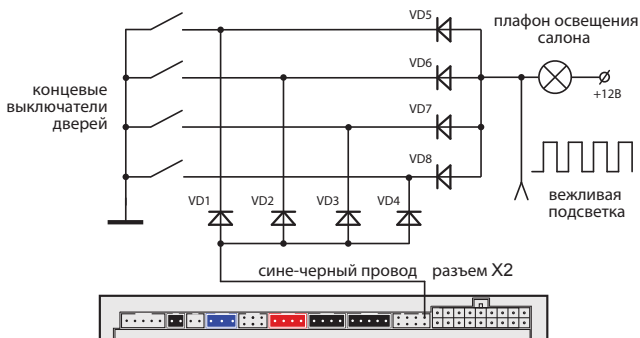 VD5
плафон освещения
салона
VD6
+12В
концевые
выключатели
дверей
VD7
VD8
VD1
VD2
VD3
VD4
вежливая
подсветка
сине-черный провод
разъем X2